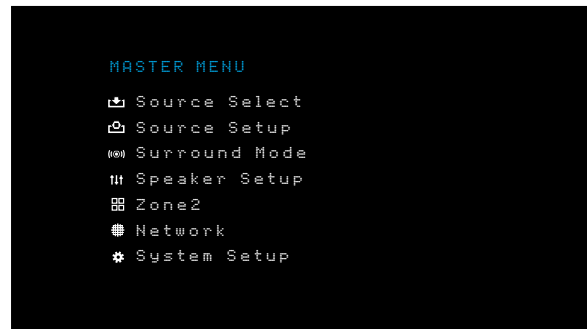 MASTER MENU
Source Select
Source Setup
Surround Mode
Speaker Setup
Zone2
Network
System Setup